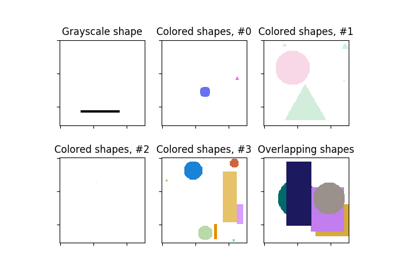 Grayscale shape
Colored shapes, #0
Colored shapes, #1
Colored shapes, #2
Colored shapes, #3
Overlapping shapes